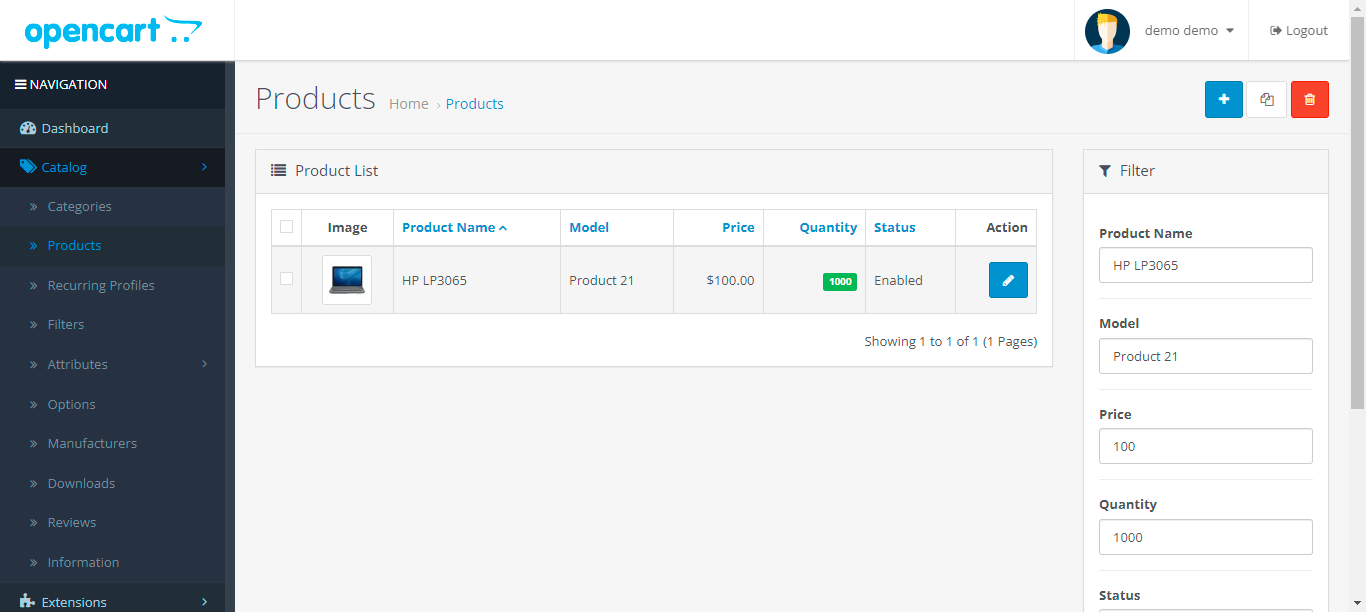 opencart
demo demo
Logout
NAVIGATION
Dashboard
Catalog
Categories
Products
Recurring Profiles
Filters
Attributes
Options
Manufacturers
Downloads
Reviews
Information
Extensions
Products
Home › Products
Product List
Image Product Name Model Price Quantity Status Action
HP LP3065 Product 21 $100.00 1000 Enabled
Showing 1 to 1 of 1 (1 Pages)
Filter
Product Name
HP LP3065
Model
Product 21
Price
100
Quantity
1000
Status